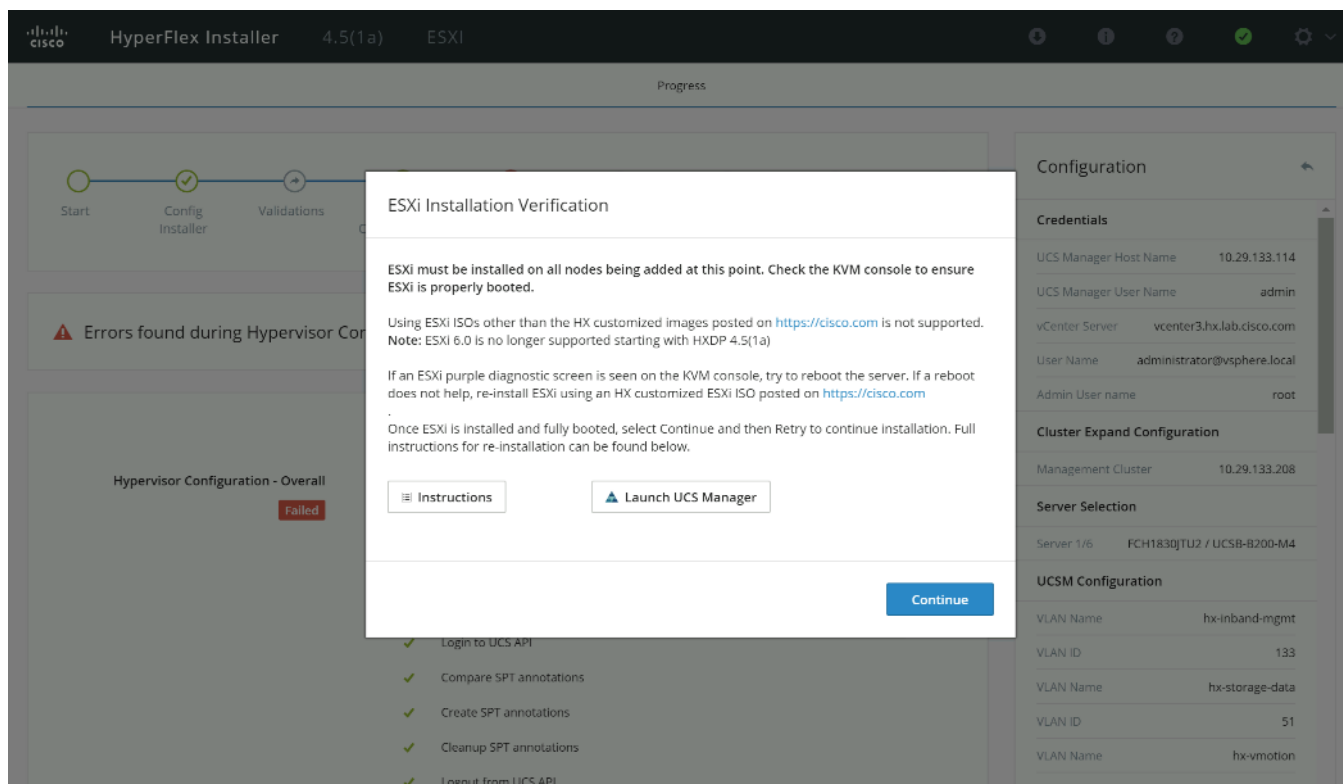 cisco HyperFlex Installer 4.5(1a) ESXI
Progress
Start
Config
Installer
Validations
C
Errors found during Hypervisor Cor
Hypervisor Configuration - Overall
Failed
ESXi Installation Verification
ESXi must be installed on all nodes being added at this point. Check the KVM console to ensure
ESXi is properly booted.
Using ESXi ISOs other than the HX customized images posted on https://cisco.com is not supported.
Note: ESXi 6.0 is no longer supported starting with HXDP 4.5(1a)
If an ESXi purple diagnostic screen is seen on the KVM console, try to reboot the server. If a reboot
does not help, re-install ESXi using an HX customized ESXi ISO posted on https://cisco.com
.
Once ESXi is installed and fully booted, select Continue and then Retry to continue installation. Full
instructions for re-installation can be found below.
Instructions
Launch UCS Manager
Continue
Login to UCS API
Compare SPT annotations
Create SPT annotations
Cleanup SPT annotations
Logout from UCS API
Configuration
Credentials
UCS Manager Host Name 10.29.133.114
UCS Manager User Name admin
vCenter Server vcenter3.hx.lab.cisco.com
User Name administrator@vsphere.local
Admin User name root
Cluster Expand Configuration
Management Cluster 10.29.133.208
Server Selection
Server 1/6 FCH1830JTU2 / UCSB-B200-M4
UCSM Configuration
VLAN Name hx-inband-mgmt
VLAN ID 133
VLAN Name hx-storage-data
VLAN ID 51
VLAN Name hx-vmotion